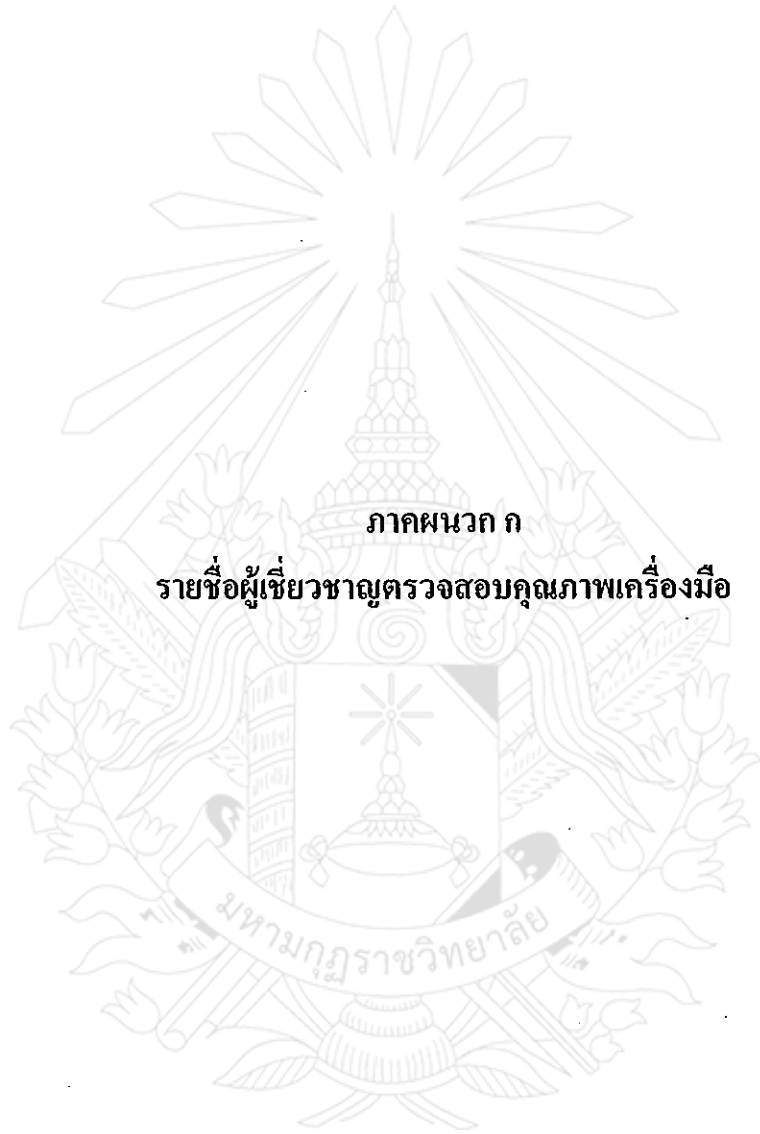 ภาคผนวก ก
รายชื่อผู้เชี่ยวชาญตรวจสอบคุณภาพเครื่องมือ
มหามกุฏราชวิทยาลัย